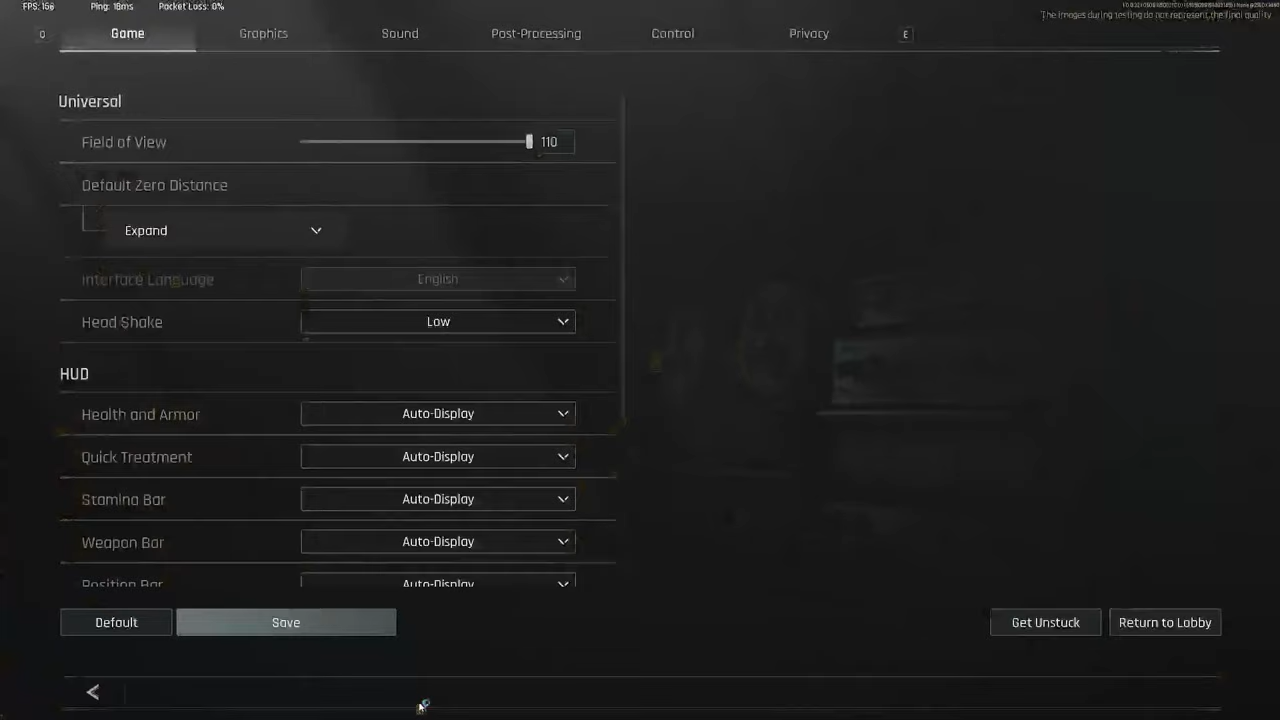 FPS: 156 Ping: 18ms Packet Loss: 0%
The images during testing do not represent the final quality
Q Game Graphics Sound Post-Processing Control Privacy E
Universal
Field of View 110
Default Zero Distance
Expand
Interface Language English
Head Shake Low
HUD
Health and Armor Auto-Display
Quick Treatment Auto-Display
Stamina Bar Auto-Display
Weapon Bar Auto-Display
Position Bar Auto-Display
Default Save Get Unstuck Return to Lobby